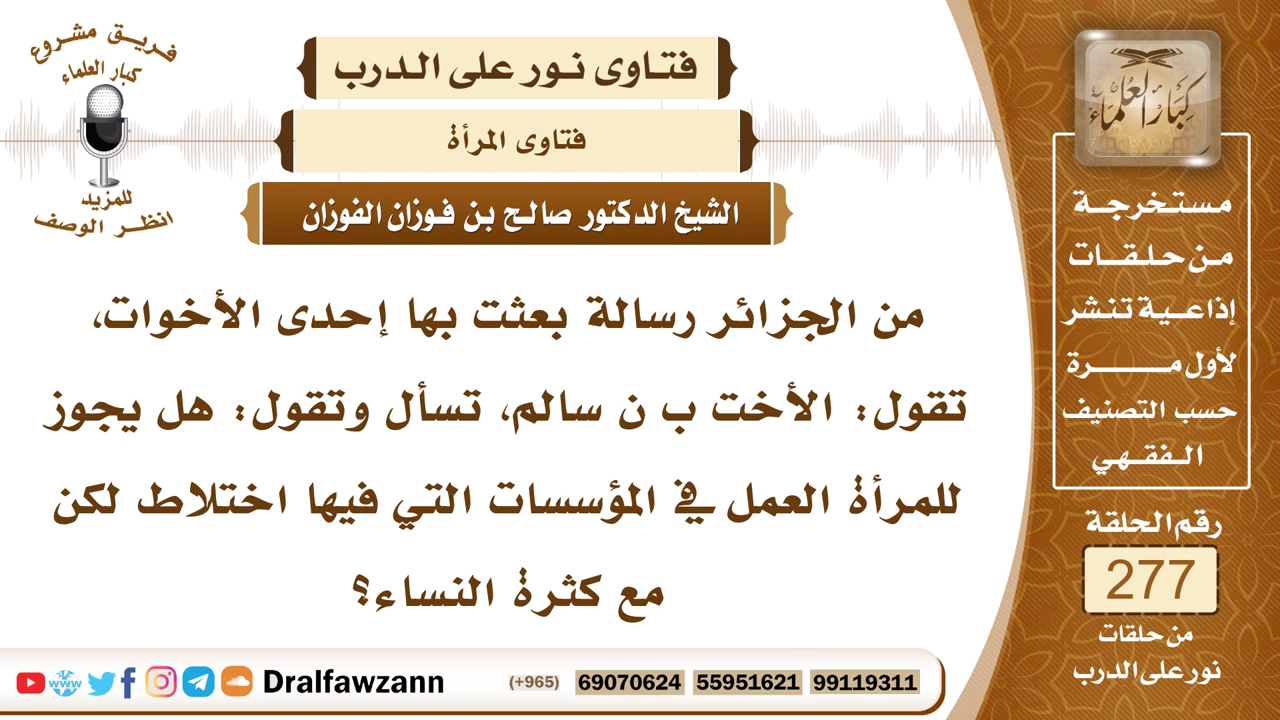 فريق مشروع
كبار العلماء
للمزيد
انظر الوصف
فتاوى نور على الدرب
فتاوى المرأة
الشيخ الدكتور صالح بن فوزان الفوزان
من الجزائر رسالة بعثت بها إحدى الأخوات،
تقول: الأخت ب ن سالم، تسأل وتقول: هل يجوز
للمرأة العمل في المؤسسات التي فيها اختلاط لكن
مع كثرة النساء؟
كبار العلماء
مستخرجة
من حلقات
إذاعية تنشر
لأول مرة
حسب التصنيف
الفقهي
رقم الحلقة
277
من حلقات
نور على الدرب
www Dralfawzann (+965) 69070624 55951621 99119311